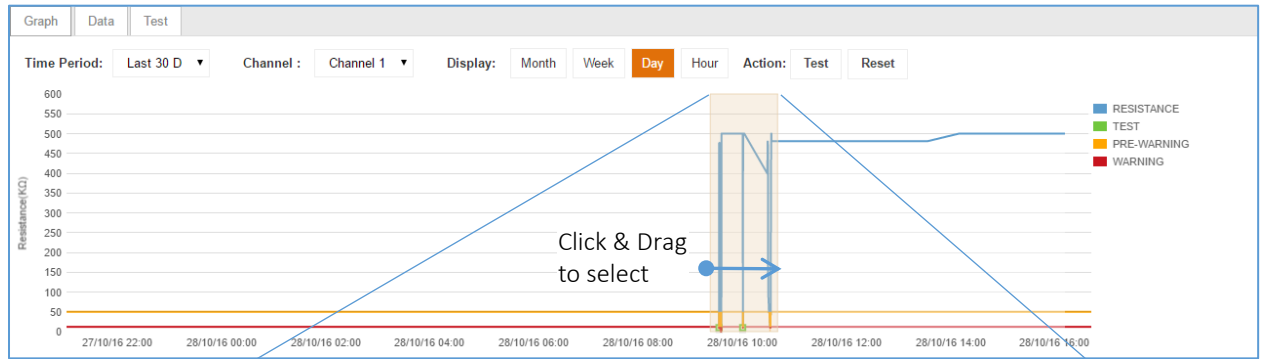 Graph Data Test
Time Period: Last 30 D Channel : Channel 1 Display: Month Week Day Hour Action: Test Reset
600
550
500
450
400
350
300
250
200
150
100
50
0
Resistance(KΩ)
RESISTANCE
TEST
PRE-WARNING
WARNING
Click & Drag
to select
27/10/16 22:00 28/10/16 00:00 28/10/16 02:00 28/10/16 04:00 28/10/16 06:00 28/10/16 08:00 28/10/16 10:00 28/10/16 12:00 28/10/16 14:00 28/10/16 16:00